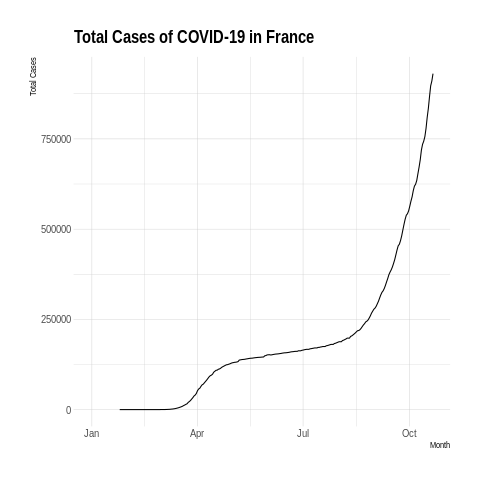 Total Cases of COVID-19 in France
Total Cases
750000
500000
250000
0
Jan Apr Jul Oct
Month